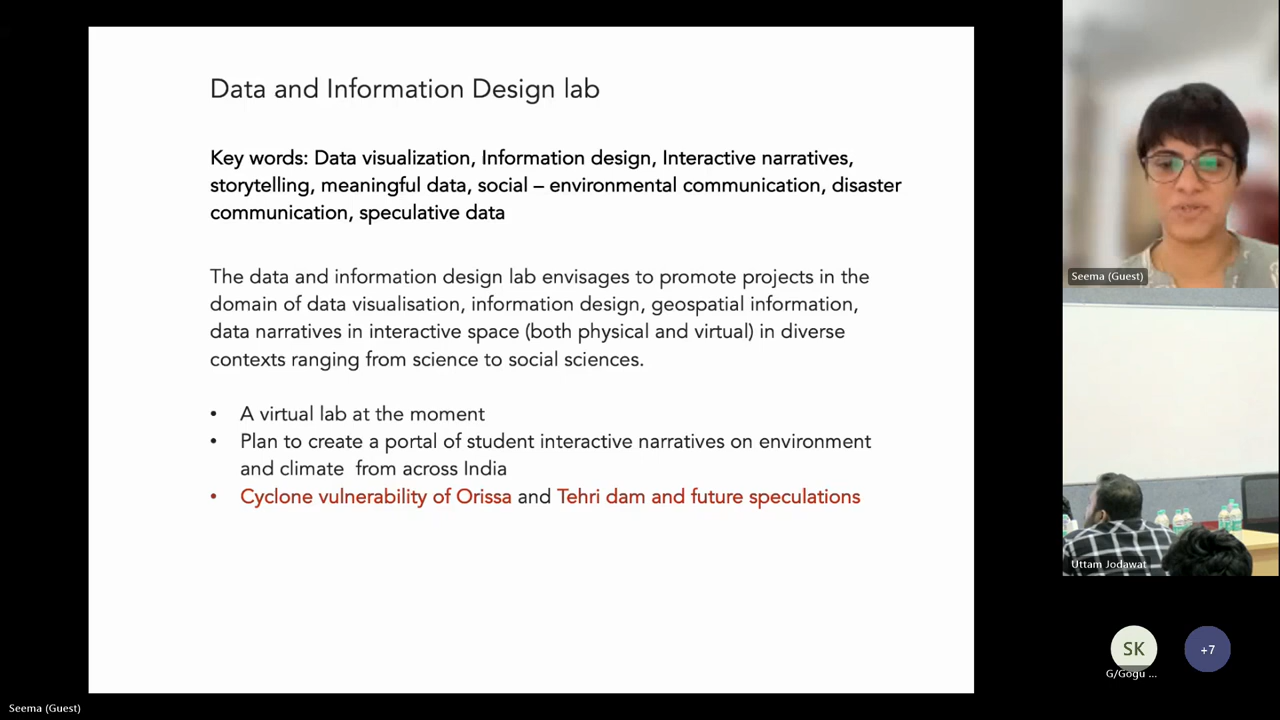 Data and Information Design lab
Key words: Data visualization, Information design, Interactive narratives,
storytelling, meaningful data, social – environmental communication, disaster
communication, speculative data
The data and information design lab envisages to promote projects in the
domain of data visualisation, information design, geospatial information,
data narratives in interactive space (both physical and virtual) in diverse
contexts ranging from science to social sciences.
• A virtual lab at the moment
• Plan to create a portal of student interactive narratives on environment
and climate from across India
• Cyclone vulnerability of Orissa and Tehri dam and future speculations
Seema (Guest)
Uttam Jodawat
SK
+7
G/Gogu ...
Seema (Guest)